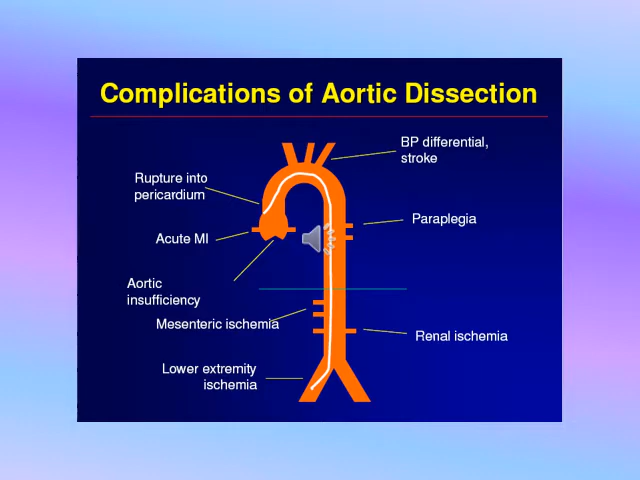 Complications of Aortic Dissection
BP differential,
stroke
Rupture into
pericardium
Paraplegia
Acute MI
Aortic
insufficiency
Mesenteric ischemia
Renal ischemia
Lower extremity
ischemia